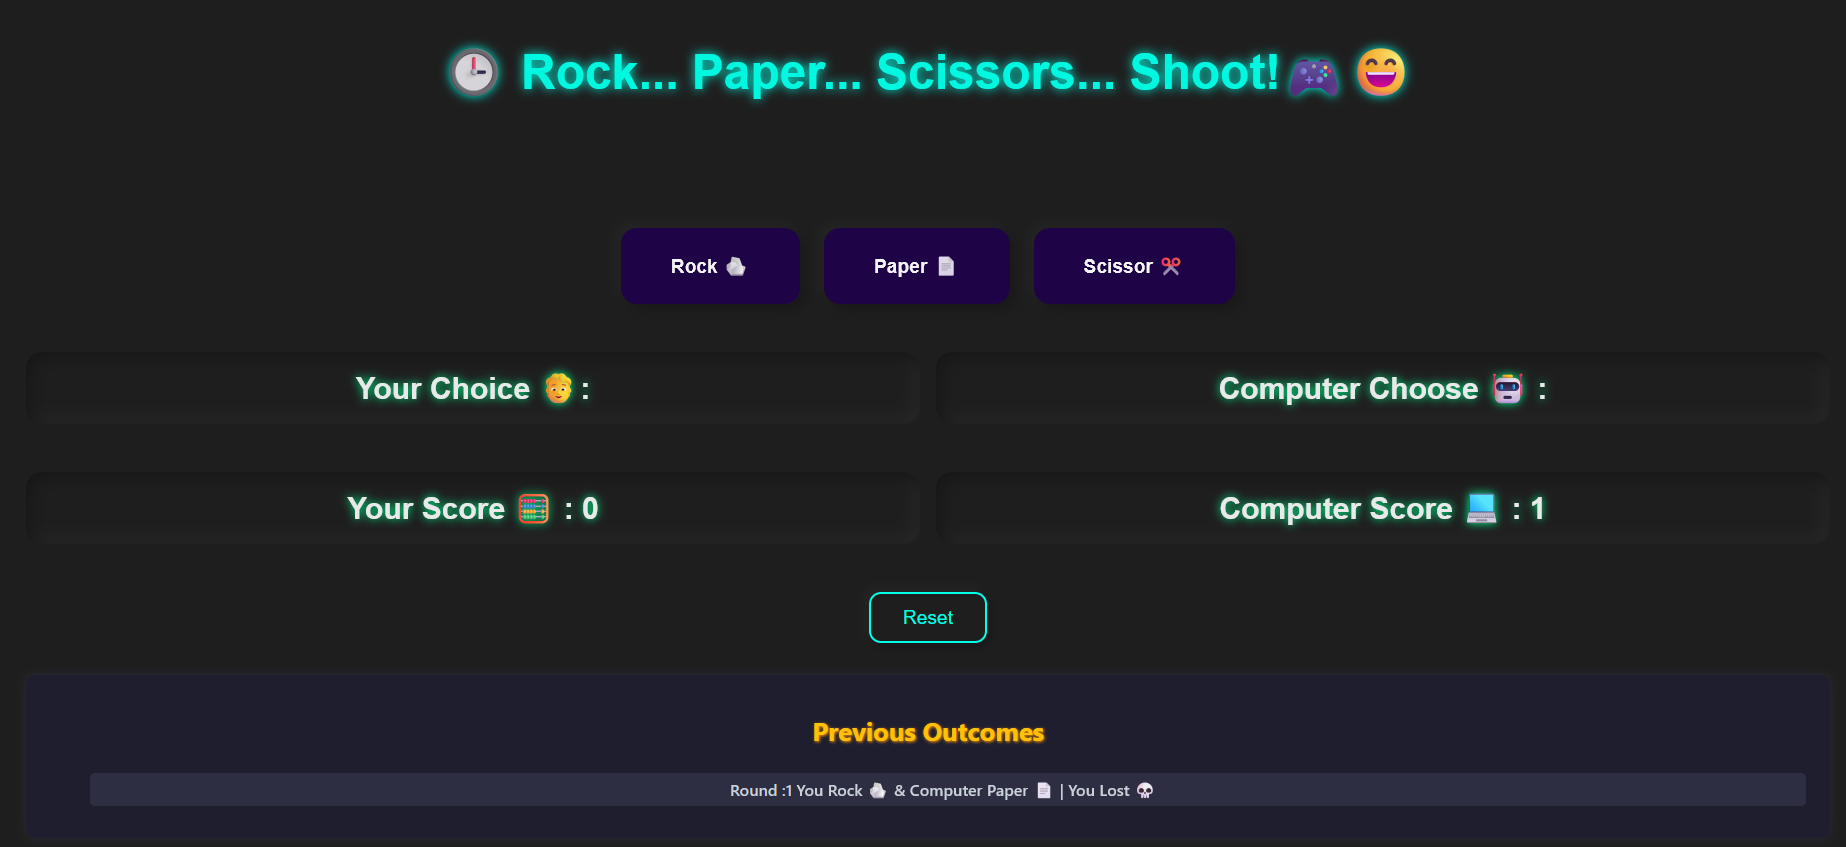 🕒 Rock... Paper... Scissors... Shoot!🎮 😄
Rock 🪨
Paper 📄
Scissor ✂️
Your Choice 🧑‍🦱 :
Computer Choose 🤖 :
Your Score 🧮 : 0
Computer Score 💻 : 1
Reset
Previous Outcomes
Round :1 You Rock 🪨 & Computer Paper 📄 | You Lost 💀